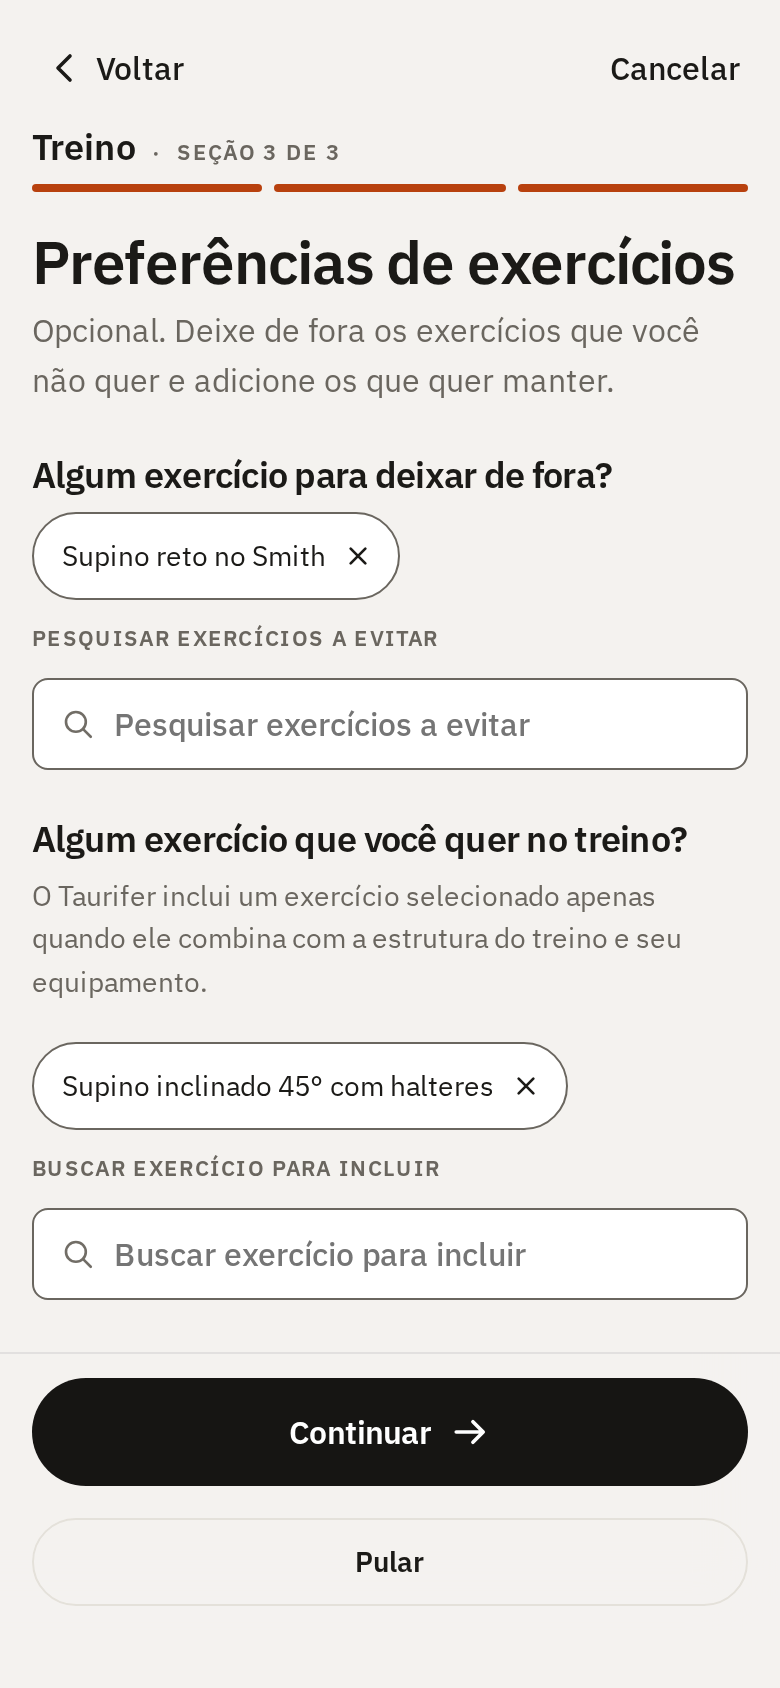 Voltar
Cancelar
Treino · SEÇÃO 3 DE 3
Preferências de exercícios
Opcional. Deixe de fora os exercícios que você
não quer e adicione os que quer manter.
Algum exercício para deixar de fora?
Supino reto no Smith
PESQUISAR EXERCÍCIOS A EVITAR
Pesquisar exercícios a evitar
Algum exercício que você quer no treino?
O Taurifer inclui um exercício selecionado apenas
quando ele combina com a estrutura do treino e seu
equipamento.
Supino inclinado 45° com halteres
BUSCAR EXERCÍCIO PARA INCLUIR
Buscar exercício para incluir
Continuar
Pular